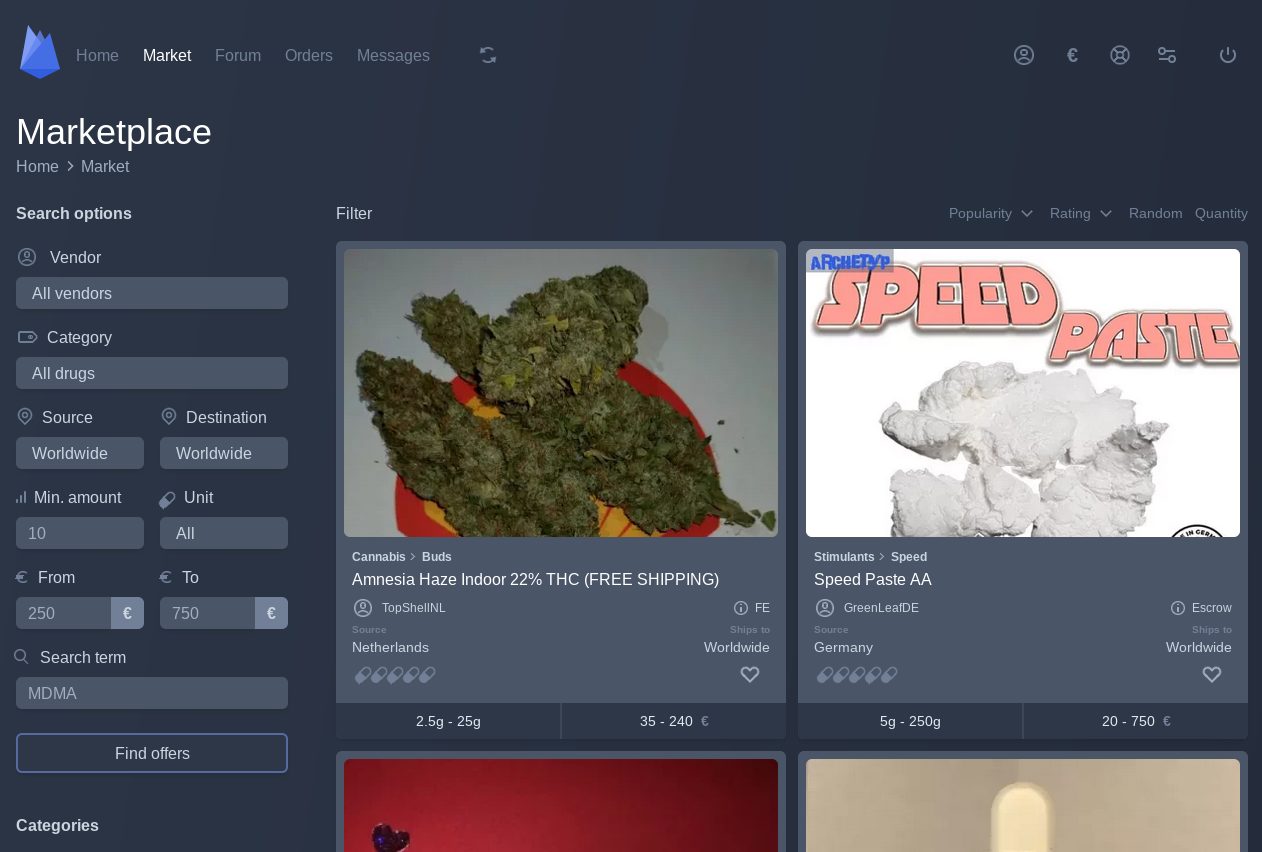 Home Market Forum Orders Messages €
Marketplace
Home > Market
Search options
Vendor
All vendors
Category
All drugs
Source Destination
Worldwide Worldwide
Min. amount Unit
10 All
€ From € To
250 € 750 €
Search term
MDMA
Find offers
Categories
Filter Popularity Rating Random Quantity
Cannabis > Buds
Amnesia Haze Indoor 22% THC (FREE SHIPPING)
TopShellNL FE
Source Ships to
Netherlands Worldwide
2.5g - 25g 35 - 240 €
ARCHETYP
SPEED
PASTE
Stimulants > Speed
Speed Paste AA
GreenLeafDE Escrow
Source Ships to
Germany Worldwide
5g - 250g 20 - 750 €